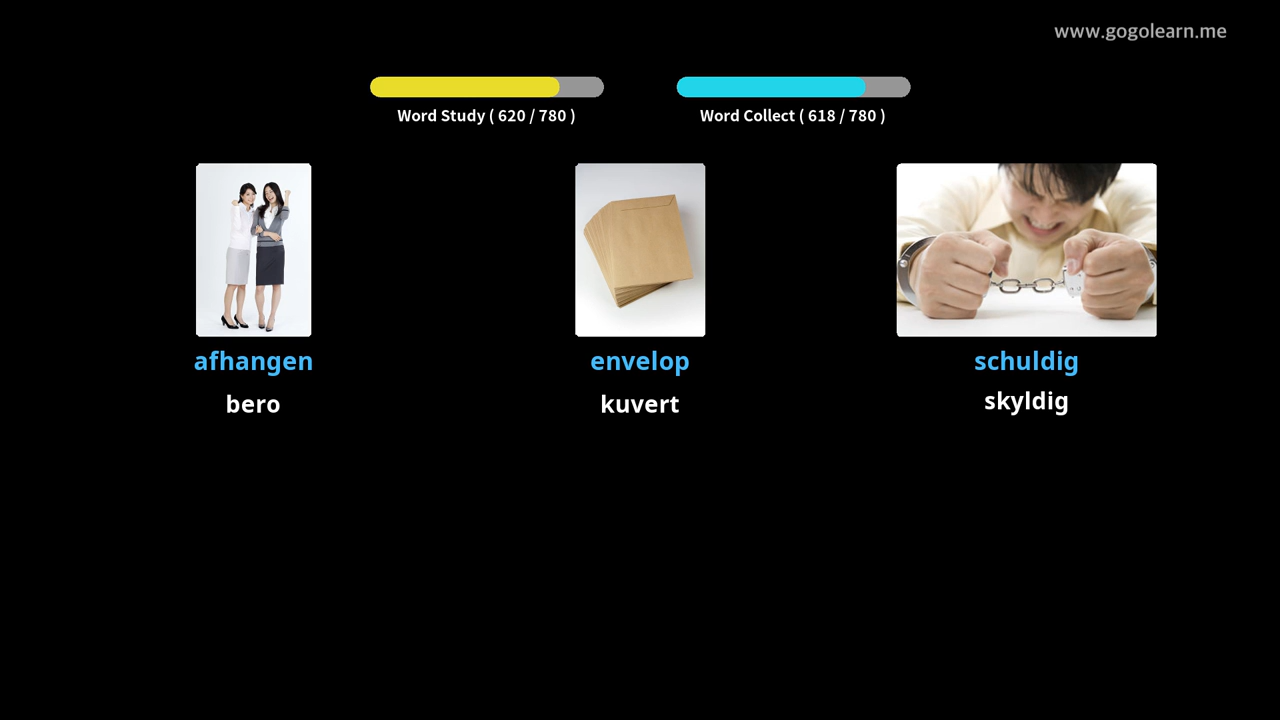 www.gogolearn.me
Word Study ( 620 / 780 )
Word Collect ( 618 / 780 )
afhangen
envelop
schuldig
bero
kuvert
skyldig